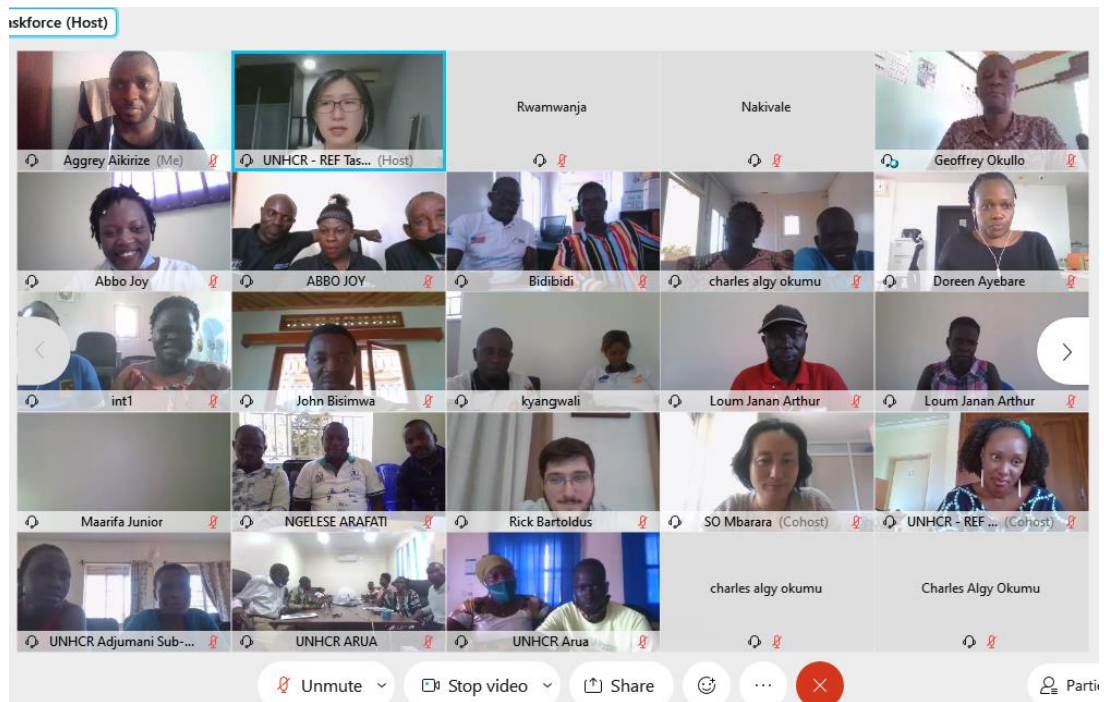 askforce (Host)
Aggrey Aikirize (Me)
UNHCR - REF Tas... (Host)
Rwamwanja
Nakivale
Geoffrey Okullo
Abbo Joy
ABBO JOY
Bidibidi
charles algy okumu
Doreen Ayebare
int1
John Bisimwa
kyangwali
Loum Janan Arthur
Loum Janan Arthur
Maarifa Junior
NGELESE ARAFATI
Rick Bartoldus
SO Mbarara (Cohost)
UNHCR - REF ... (Cohost)
UNHCR Adjumani Sub-...
UNHCR ARUA
UNHCR Arua
charles algy okumu
Charles Algy Okumu
Unmute
Stop video
Share
Partic